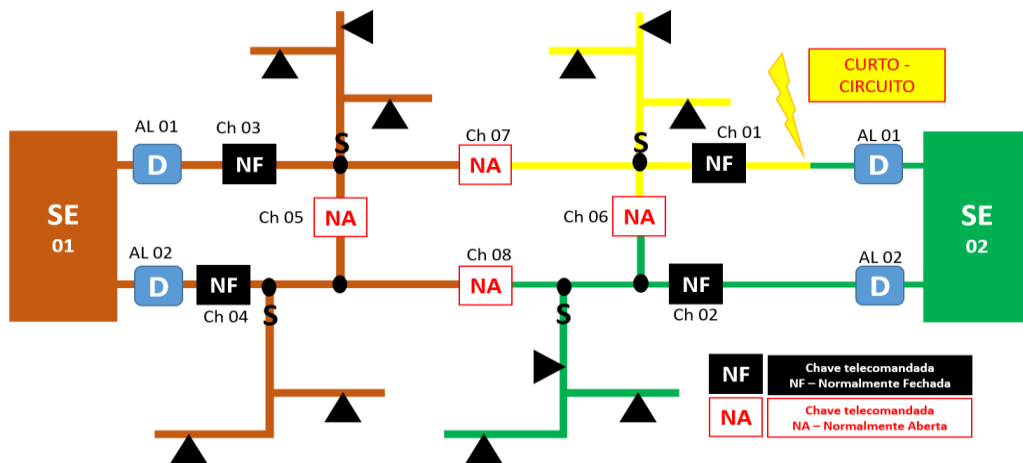 CURTO -
CIRCUITO
AL 01
Ch 03
S
Ch 07
S
Ch 01
AL 01
D
NF
NA
NF
D
SE
01
Ch 05
NA
Ch 06
NA
SE
02
AL 02
Ch 08
AL 02
D
NF
NA
NF
D
Ch 04
S
S
Ch 02
NF
Chave telecomandada
NF – Normalmente Fechada
NA
Chave telecomandada
NA – Normalmente Aberta